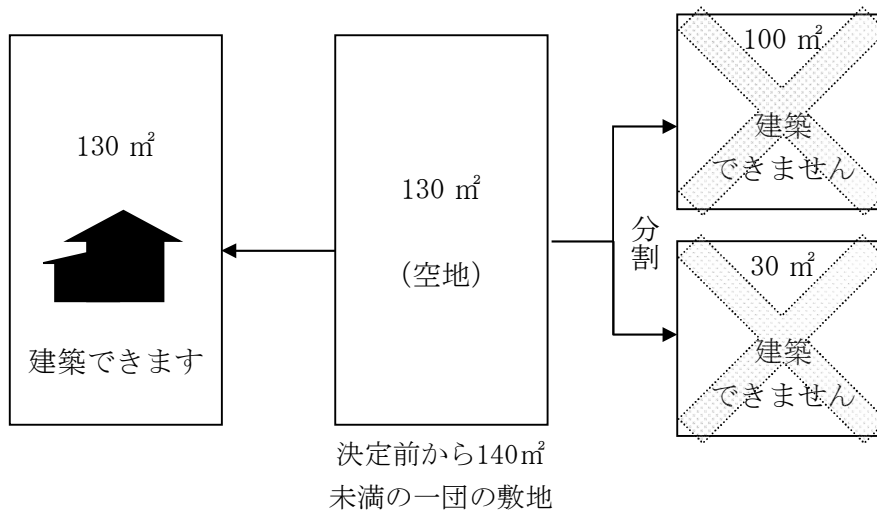 130 ㎡
建築できます
130 ㎡
（空地）
決定前から140㎡
未満の一団の敷地
分割
100 ㎡
建築
できません
30 ㎡
建築
できません